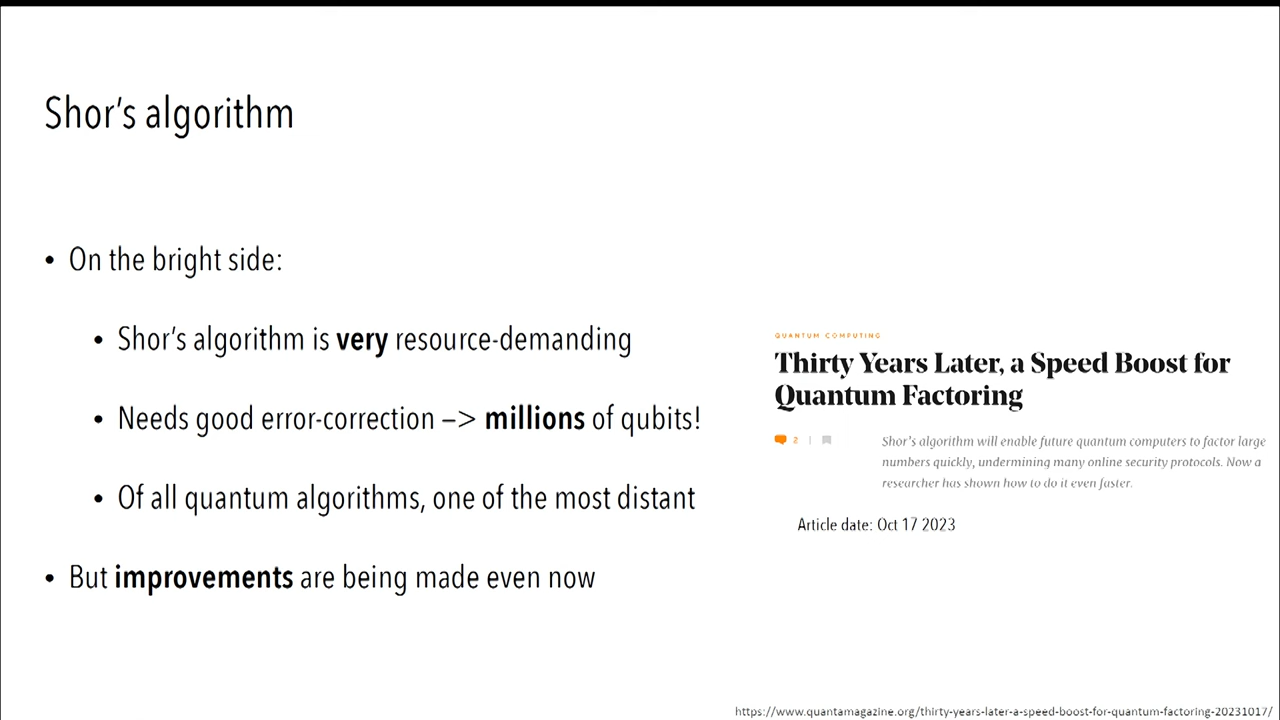 Shor's algorithm
• On the bright side:
• Shor's algorithm is very resource-demanding
• Needs good error-correction –> millions of qubits!
• Of all quantum algorithms, one of the most distant
• But improvements are being made even now
QUANTUM COMPUTING
Thirty Years Later, a Speed Boost for
Quantum Factoring
2 |
Shor's algorithm will enable future quantum computers to factor large
numbers quickly, undermining many online security protocols. Now a
researcher has shown how to do it even faster.
Article date: Oct 17 2023
https://www.quantamagazine.org/thirty-years-later-a-speed-boost-for-quantum-factoring-20231017/